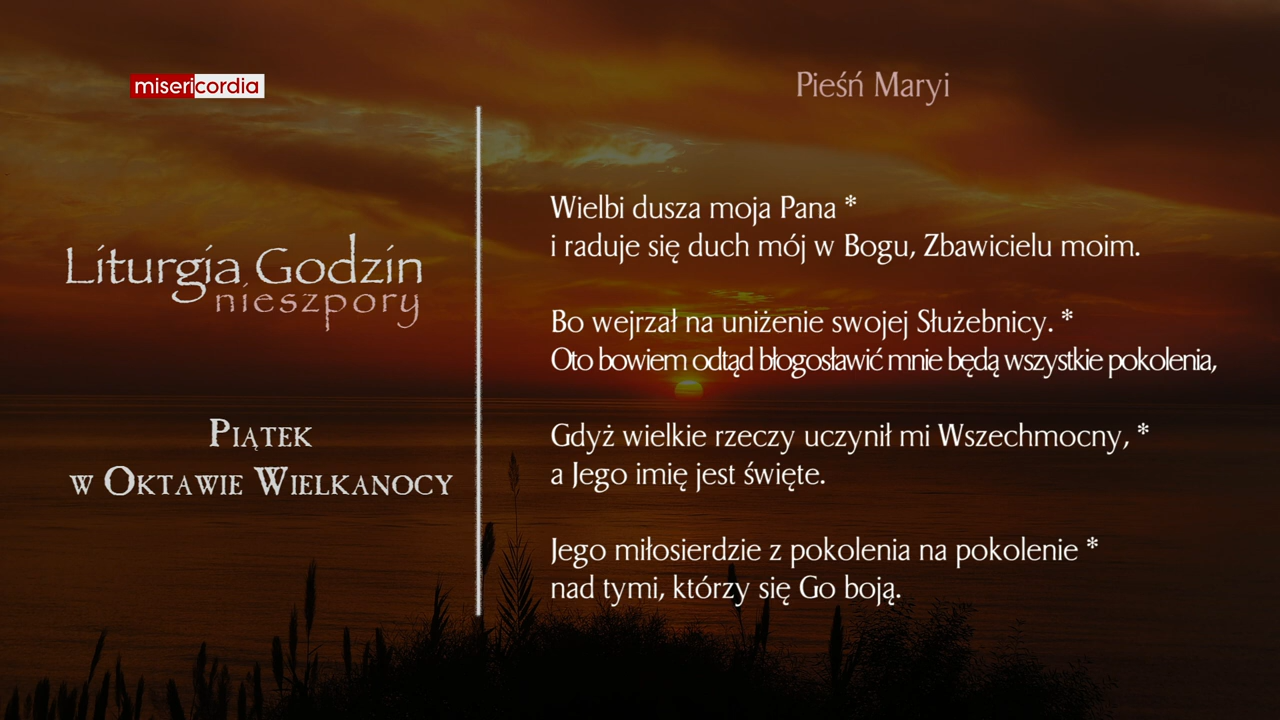 misericordia
Liturgia Godzin
nieszpory
Piątek
w Oktawie Wielkanocy
Pieśń Maryi
Wielbi dusza moja Pana *
i raduje się duch mój w Bogu, Zbawicielu moim.
Bo wejrzał na uniżenie swojej Służebnicy. *
Oto bowiem odtąd błogosławić mnie będą wszystkie pokolenia,
Gdyż wielkie rzeczy uczynił mi Wszechmocny, *
a Jego imię jest święte.
Jego miłosierdzie z pokolenia na pokolenie *
nad tymi, którzy się Go boją.